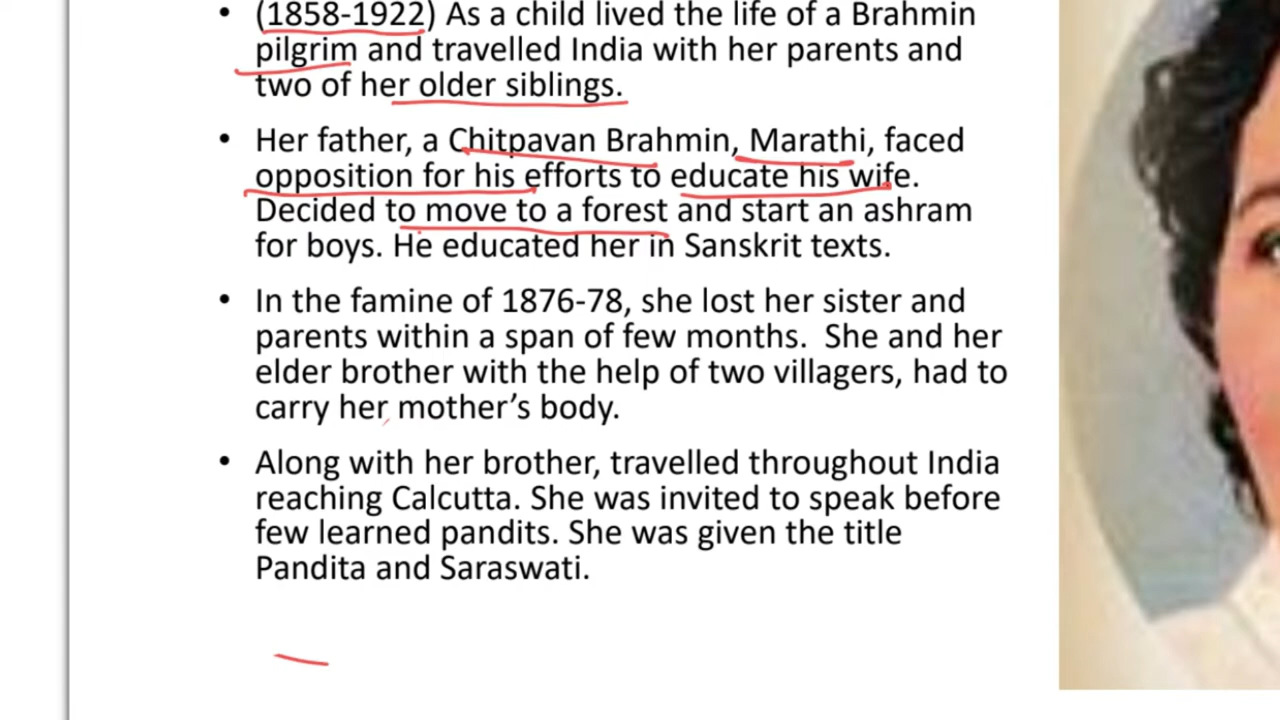 • (1858-1922) As a child lived the life of a Brahmin
pilgrim and travelled India with her parents and
two of her older siblings.
• Her father, a Chitpavan Brahmin, Marathi, faced
opposition for his efforts to educate his wife.
Decided to move to a forest and start an ashram
for boys. He educated her in Sanskrit texts.
• In the famine of 1876-78, she lost her sister and
parents within a span of few months.  She and her
elder brother with the help of two villagers, had to
carry her mother’s body.
• Along with her brother, travelled throughout India
reaching Calcutta. She was invited to speak before
few learned pandits. She was given the title
Pandita and Saraswati.